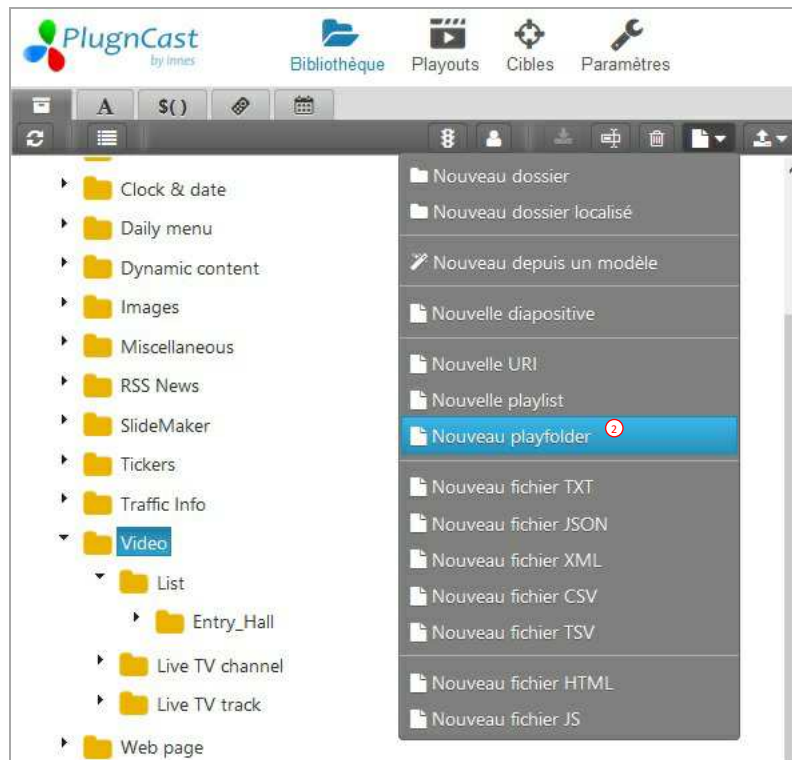 PlugnCast
by innes
Bibliothèque
Playouts
Cibles
Paramètres
A
$()
Clock & date
Daily menu
Dynamic content
Images
Miscellaneous
RSS News
SlideMaker
Tickers
Traffic Info
Video
List
Entry_Hall
Live TV channel
Live TV track
Web page
Nouveau dossier
Nouveau dossier localisé
Nouveau depuis un modèle
Nouvelle diapositive
Nouvelle URI
Nouvelle playlist
Nouveau playfolder 2
Nouveau fichier TXT
Nouveau fichier JSON
Nouveau fichier XML
Nouveau fichier CSV
Nouveau fichier TSV
Nouveau fichier HTML
Nouveau fichier JS